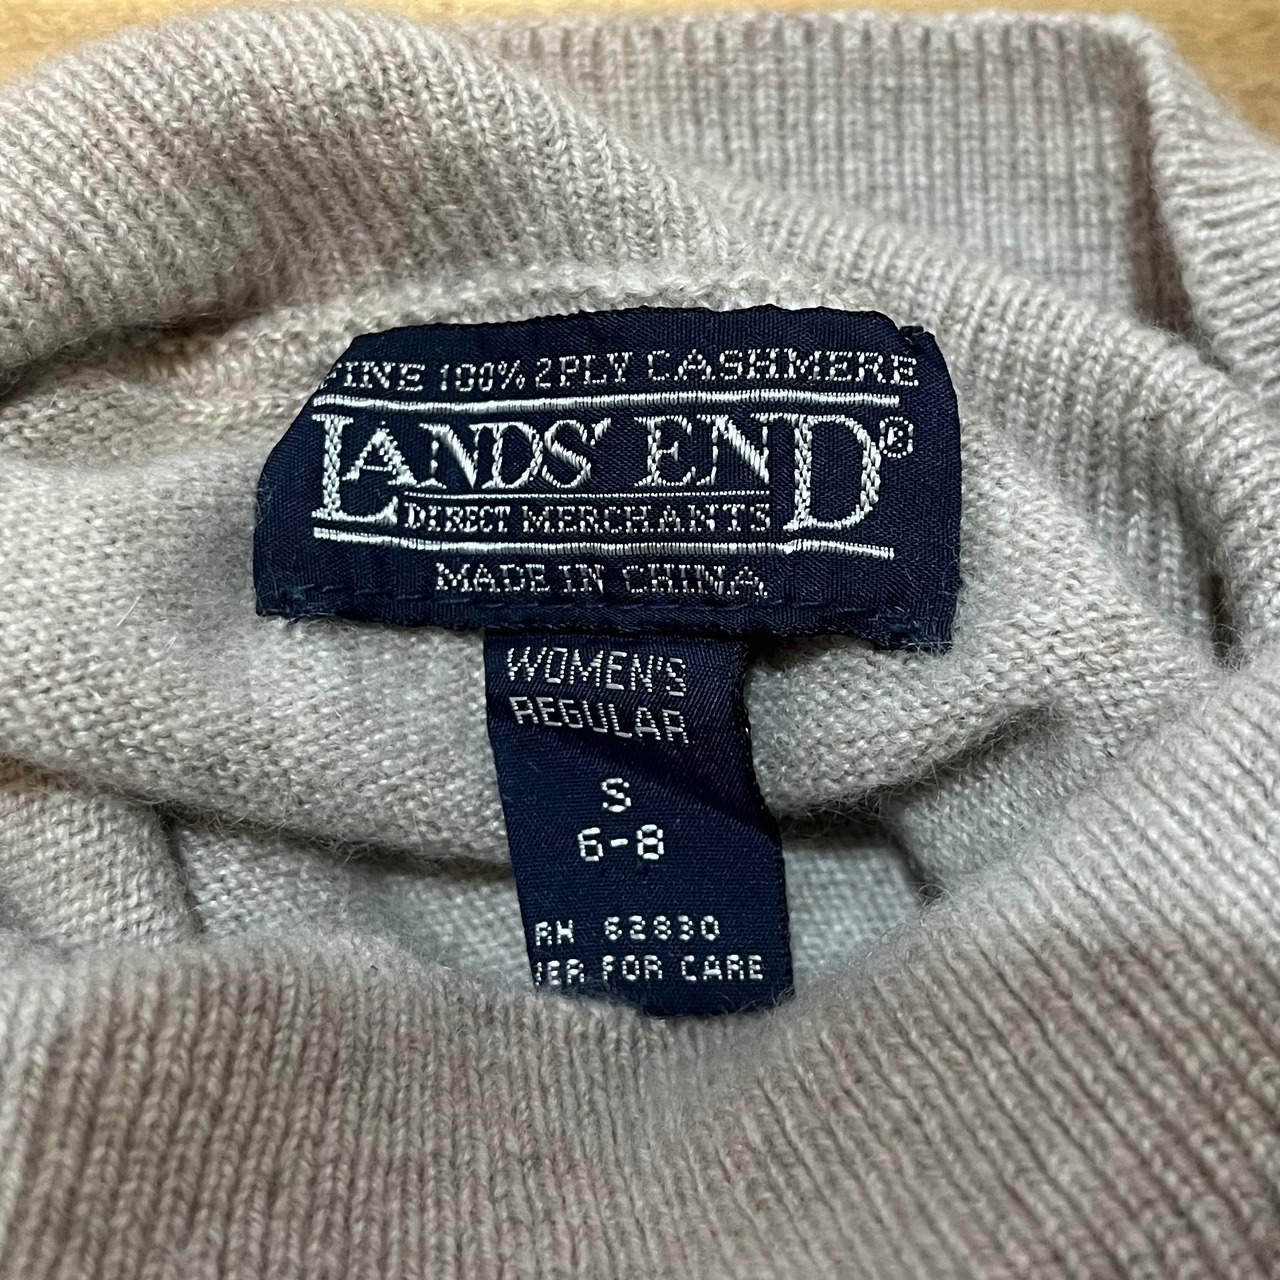 FINE 100% 2PLY CASHMERE
LANDS' END®
DIRECT MERCHANTS
MADE IN CHINA
WOMEN'S
REGULAR
S
6-8
RN 62830
FOR CARE